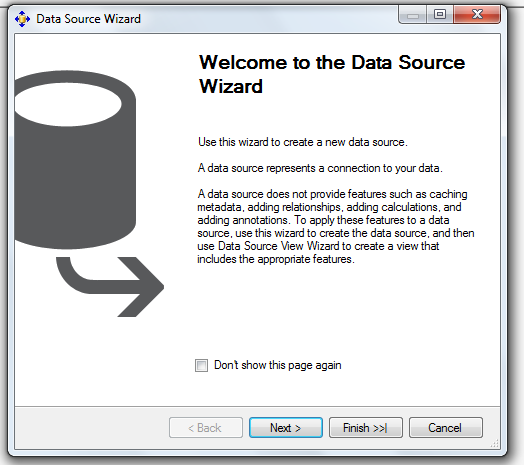 Data Source Wizard
Welcome to the Data Source
Wizard
Use this wizard to create a new data source.
A data source represents a connection to your data.
A data source does not provide features such as caching
metadata, adding relationships, adding calculations, and
adding annotations. To apply these features to a data
source, use this wizard to create the data source, and then
use Data Source View Wizard to create a view that
includes the appropriate features.
Don't show this page again
< Back
Next >
Finish >>|
Cancel